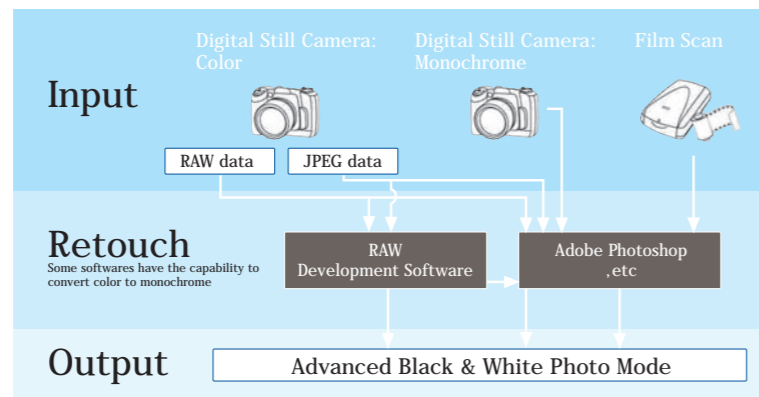 Digital Still Camera:
Color
Digital Still Camera:
Monochrome
Film Scan
Input
RAW data
JPEG data
Retouch
Some softwares have the capability to
convert color to monochrome
RAW
Development Software
Adobe Photoshop
,etc
Output
Advanced Black & White Photo Mode